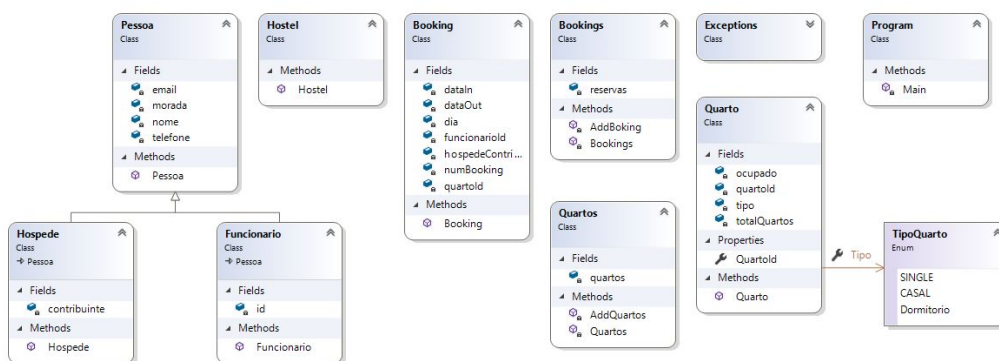 Pessoa
Class
Fields
email
morada
nome
telefone
Methods
Pessoa
Hostel
Class
Methods
Hostel
Booking
Class
Fields
dataIn
dataOut
dia
funcionarioId
hospedeContri...
numBooking
quartoId
Methods
Booking
Bookings
Class
Fields
reservas
Methods
AddBoking
Bookings
Exceptions
Class
Program
Class
Methods
Main
Quarto
Class
Fields
ocupado
quartoId
tipo
totalQuartos
Properties
QuartoId
Methods
Quarto
Hospede
Class
Pessoa
Fields
contribuinte
Methods
Hospede
Funcionario
Class
Pessoa
Fields
id
Methods
Funcionario
Quartos
Class
Fields
quartos
Methods
AddQuartos
Quartos
Tipo
TipoQuarto
Enum
SINGLE
CASAL
Dormitorio